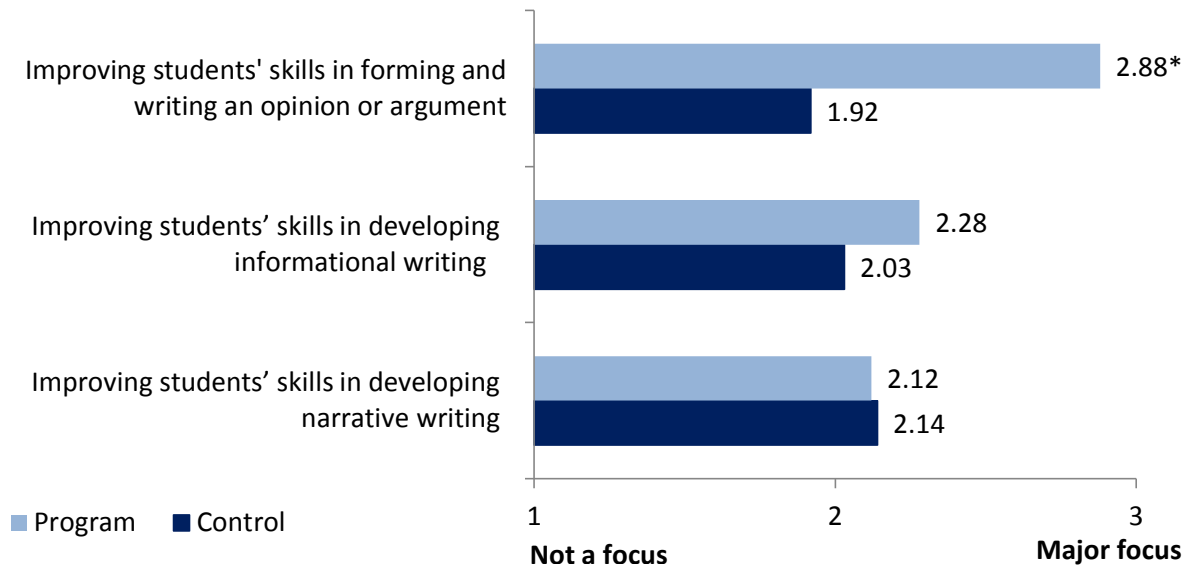 Improving students' skills in forming and
writing an opinion or argument
2.88*
1.92
Improving students’ skills in developing
informational writing
2.28
2.03
Improving students’ skills in developing
narrative writing
2.12
2.14
Program Control
1 2 3
Not a focus Major focus